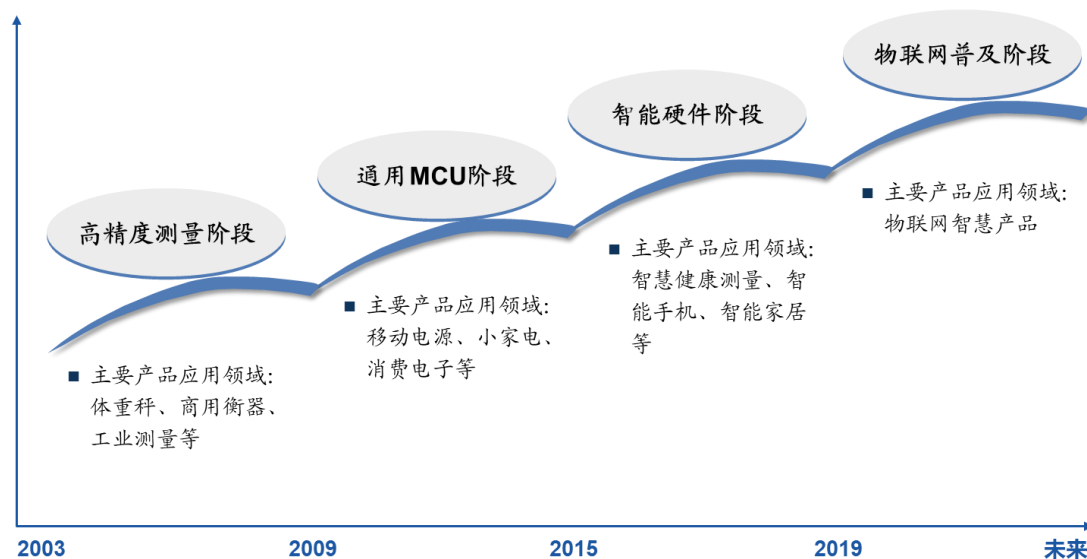 物联网普及阶段
智能硬件阶段
通用MCU阶段
高精度测量阶段
■ 主要产品应用领域:
物联网智慧产品
■ 主要产品应用领域:
智慧健康测量、智
能手机、智能家居
等
■ 主要产品应用领域:
移动电源、小家电、
消费电子等
■ 主要产品应用领域:
体重秤、商用衡器、
工业测量等
2003
2009
2015
2019
未来